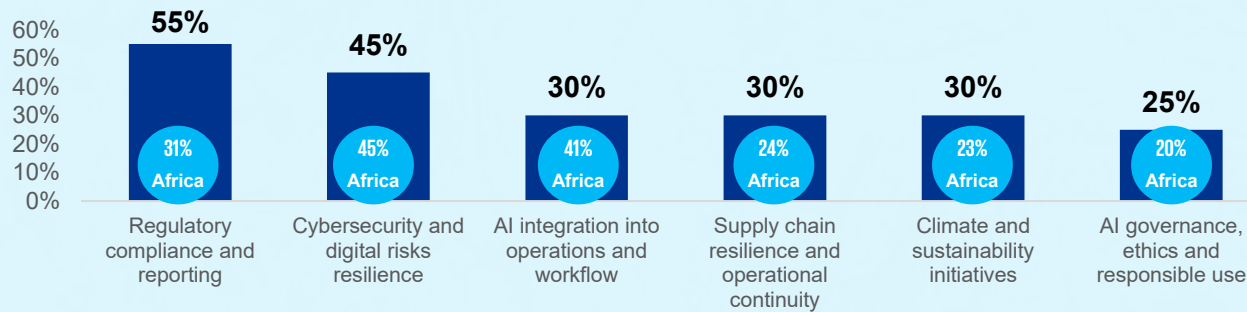 60%
50%
40%
30%
20%
10%
0%
55%
45%
30%
30%
30%
25%
31%
Africa
45%
Africa
41%
Africa
24%
Africa
23%
Africa
20%
Africa
Regulatory
compliance and
reporting
Cybersecurity and
digital risks
resilience
AI integration into
operations and
workflow
Supply chain
resilience and
operational
continuity
Climate and
sustainability
initiatives
AI governance,
ethics and
responsible use